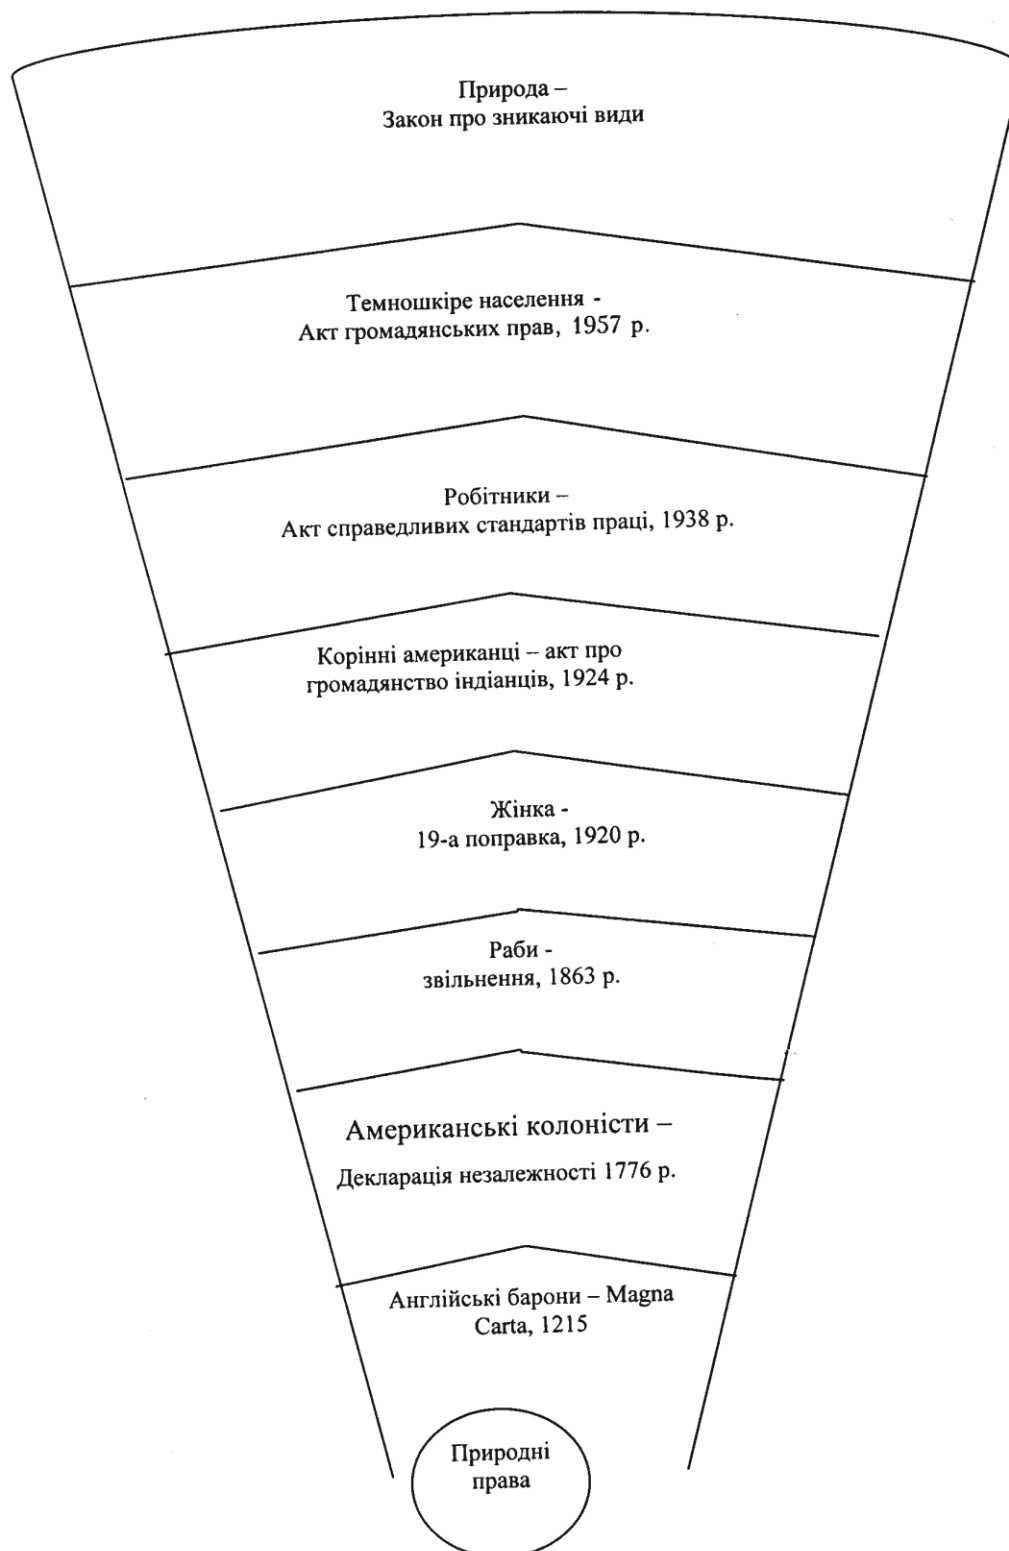 Природа –
Закон про зникаючі види
Темношкіре населення -
Акт громадянських прав, 1957 р.
Робітники –
Акт справедливих стандартів праці, 1938 р.
Корінні американці – акт про
громадянство індіанців, 1924 р.
Жінка -
19-а поправка, 1920 р.
Раби -
звільнення, 1863 р.
Американські колоністи –
Декларація незалежності 1776 р.
Англійські барони – Magna
Carta, 1215
Природні
права